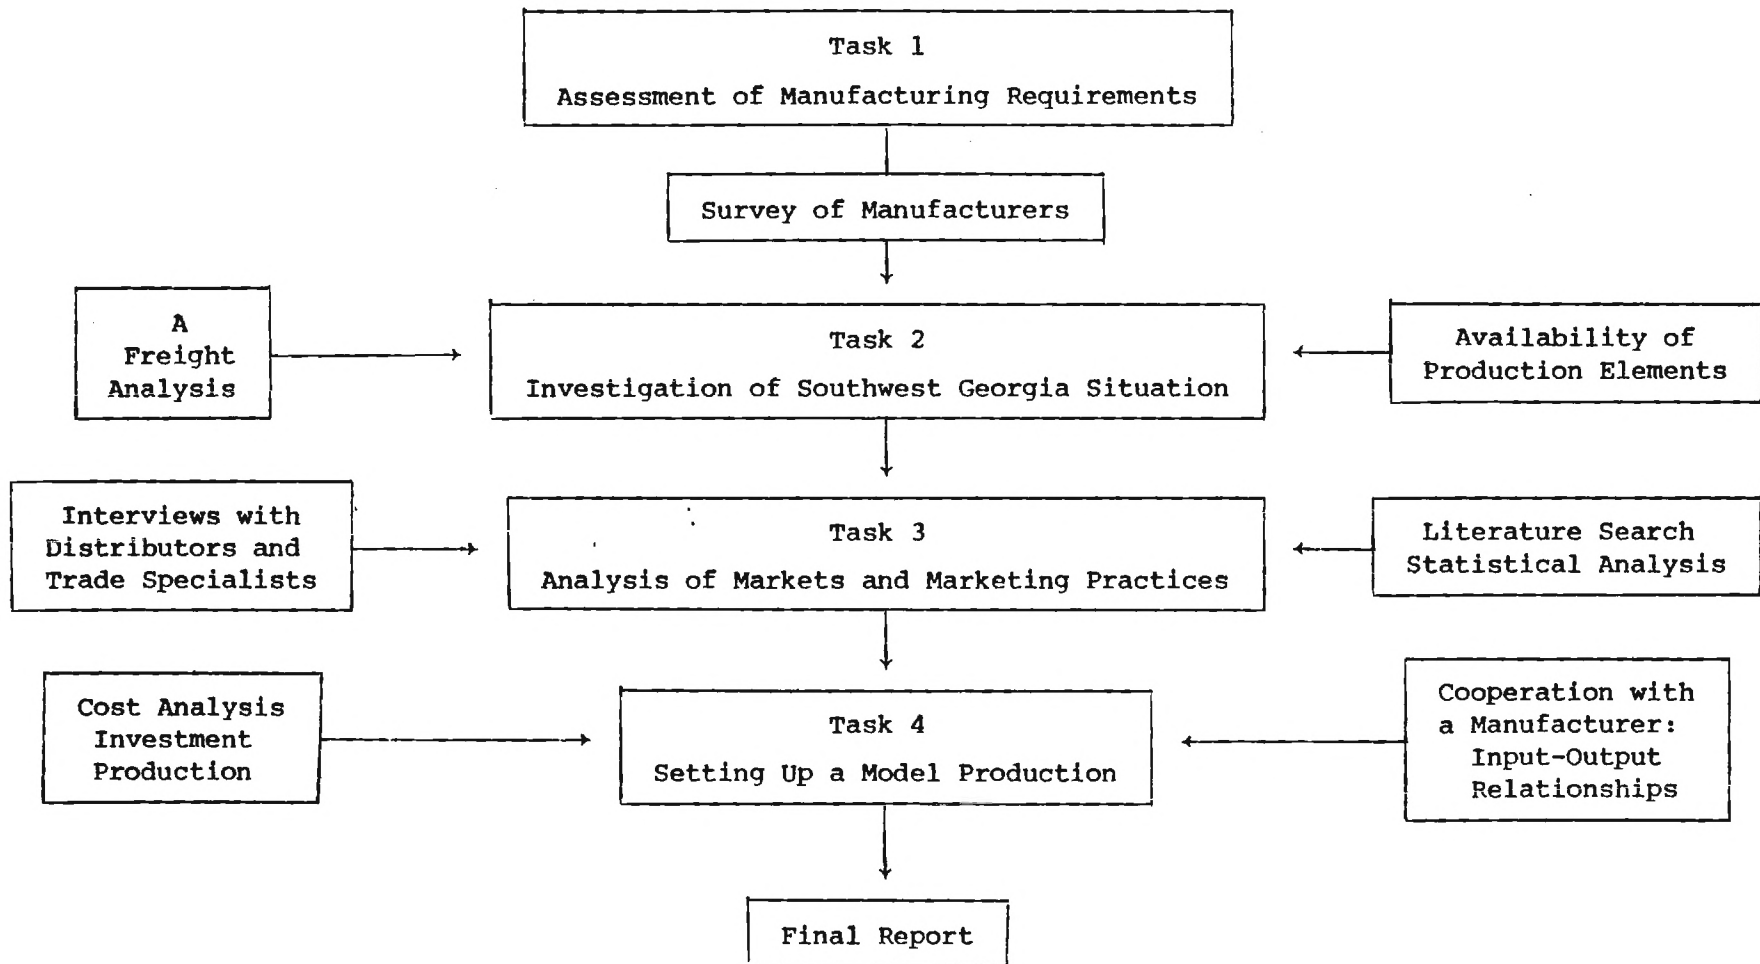 Task 1
Assessment of Manufacturing Requirements
Survey of Manufacturers
A
Freight
Analysis
Task 2
Investigation of Southwest Georgia Situation
Availability of
Production Elements
Interviews with
Distributors and
Trade Specialists
Task 3
Analysis of Markets and Marketing Practices
Literature Search
Statistical Analysis
Cost Analysis
Investment
Production
Task 4
Setting Up a Model Production
Cooperation with
a Manufacturer:
Input-Output
Relationships
Final Report